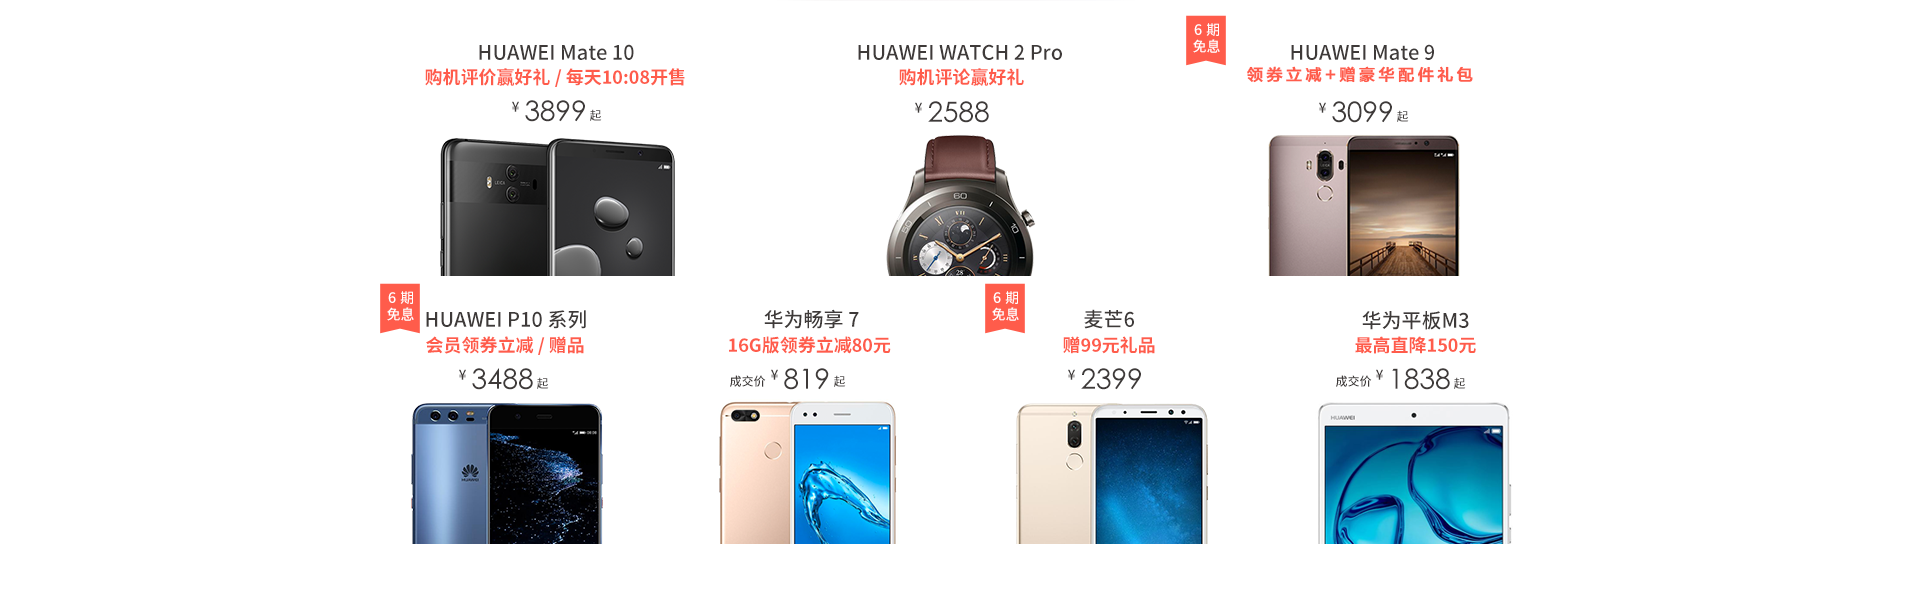 HUAWEI Mate 10
购机评价赢好礼 / 每天10:08开售
¥ 3899 起
HUAWEI WATCH 2 Pro
购机评论赢好礼
¥ 2588
6 期
免息
HUAWEI Mate 9
领券立减+赠豪华配件礼包
¥ 3099 起
6 期
免息
HUAWEI P10 系列
会员领券立减 / 赠品
¥ 3488 起
华为畅享 7
16G版领券立减80元
成交价 ¥ 819 起
6 期
免息
麦芒6
赠99元礼品
¥ 2399
华为平板M3
最高直降150元
成交价 ¥ 1838 起
60
10
VII
28
HUAWEI
HUAWEI